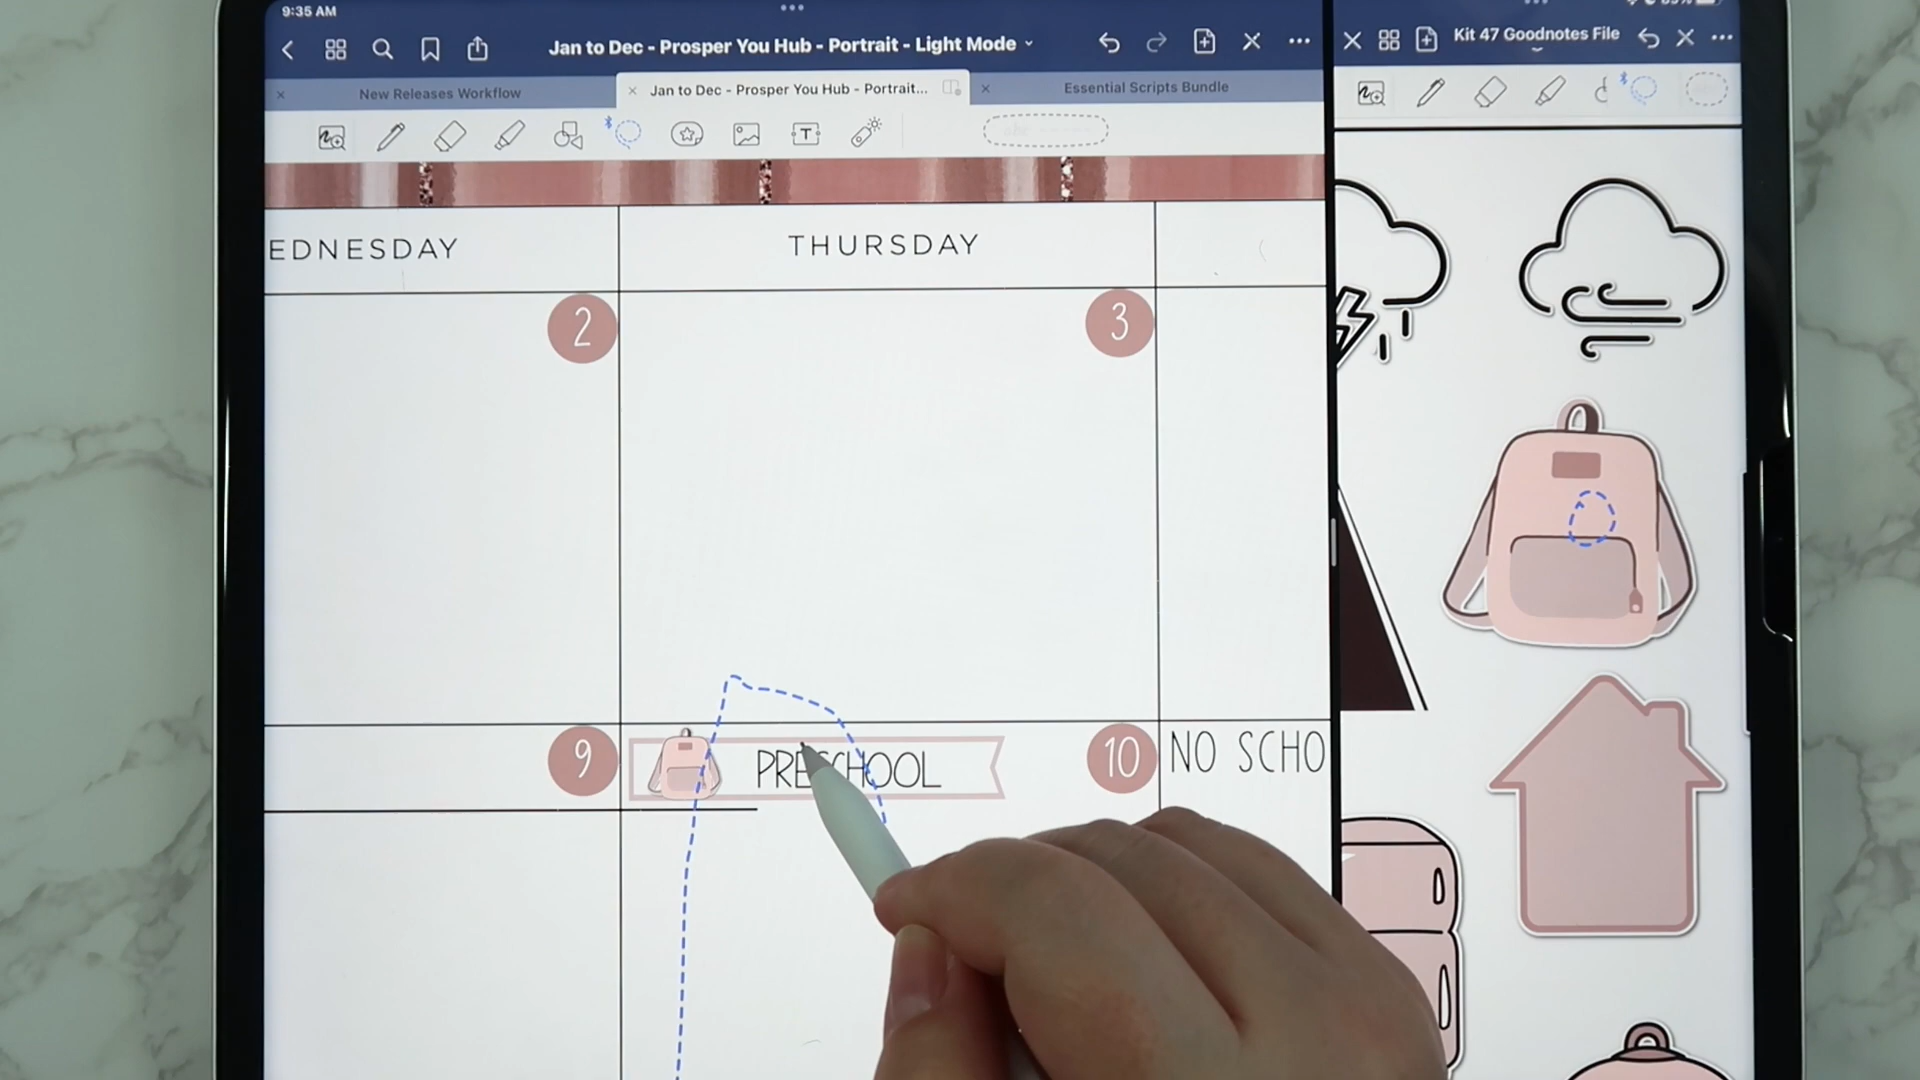 9:35 AM
Jan to Dec - Prosper You Hub - Portrait - Light Mode
Kit 47 Goodnotes File
New Releases Workflow
Jan to Dec - Prosper You Hub - Portrait...
Essential Scripts Bundle
T
EDNESDAY
THURSDAY
2
3
9
PRESCHOOL
10
NO SCHO